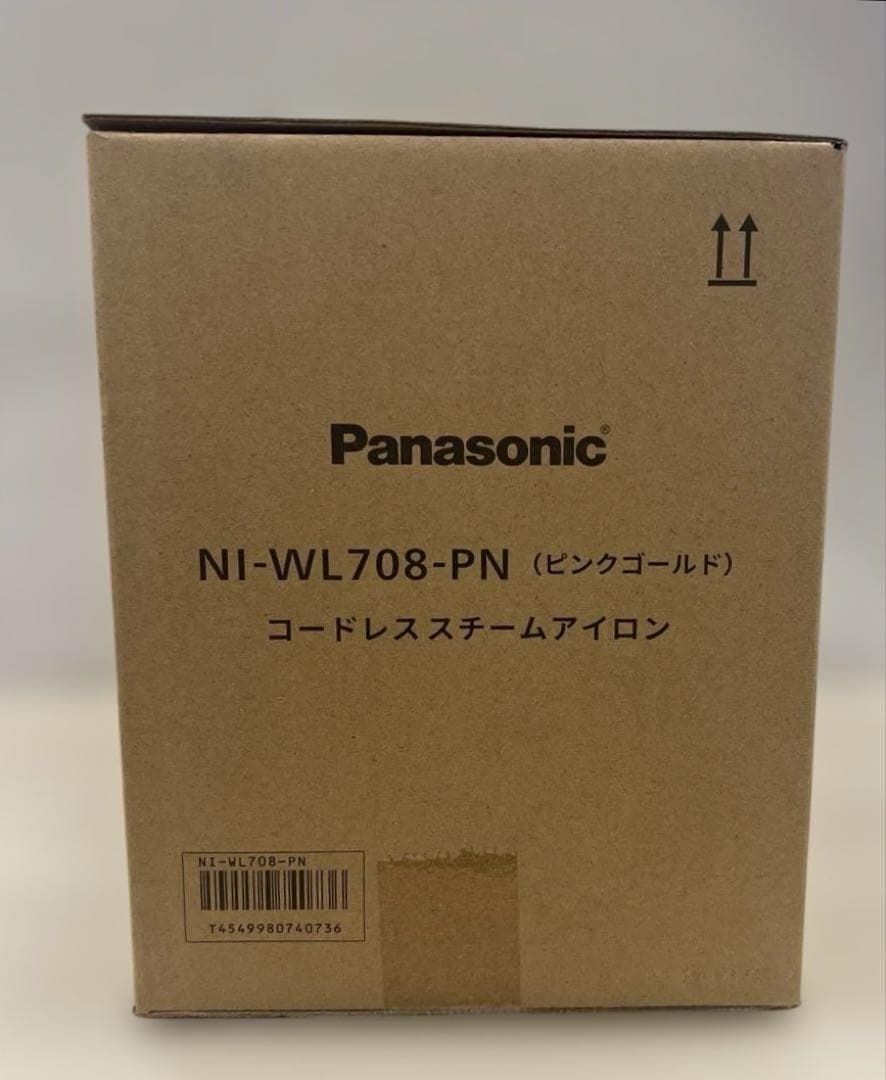 Panasonic®
NI-WL708-PN（ピンクゴールド）
コードレススチームアイロン
NI-WL708-PN
T4549980740736